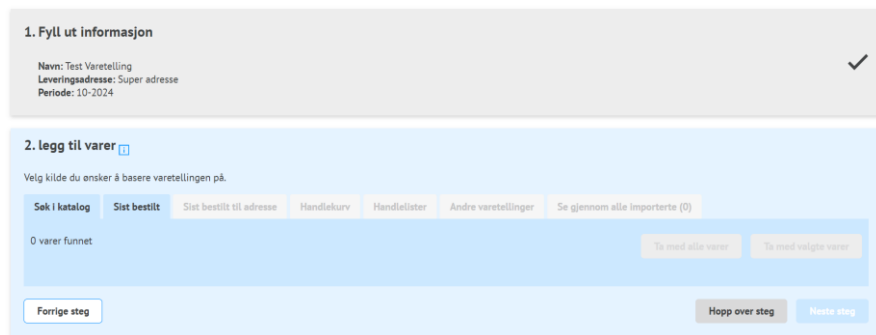 1. Fyll ut informasjon
Navn: Test Varetelling
Leveringsadresse: Super adresse
Periode: 10-2024
2. legg til varer
Velg kilde du ønsker å basere varetellingen på.
Søk i katalog Sist bestilt Sist bestilt til adresse Handlekurv Handlelister Andre varetellinger Se gjennom alle importerte (0)
0 varer funnet Ta med alle varer Ta med valgte varer
Forrige steg Hopp over steg Neste steg